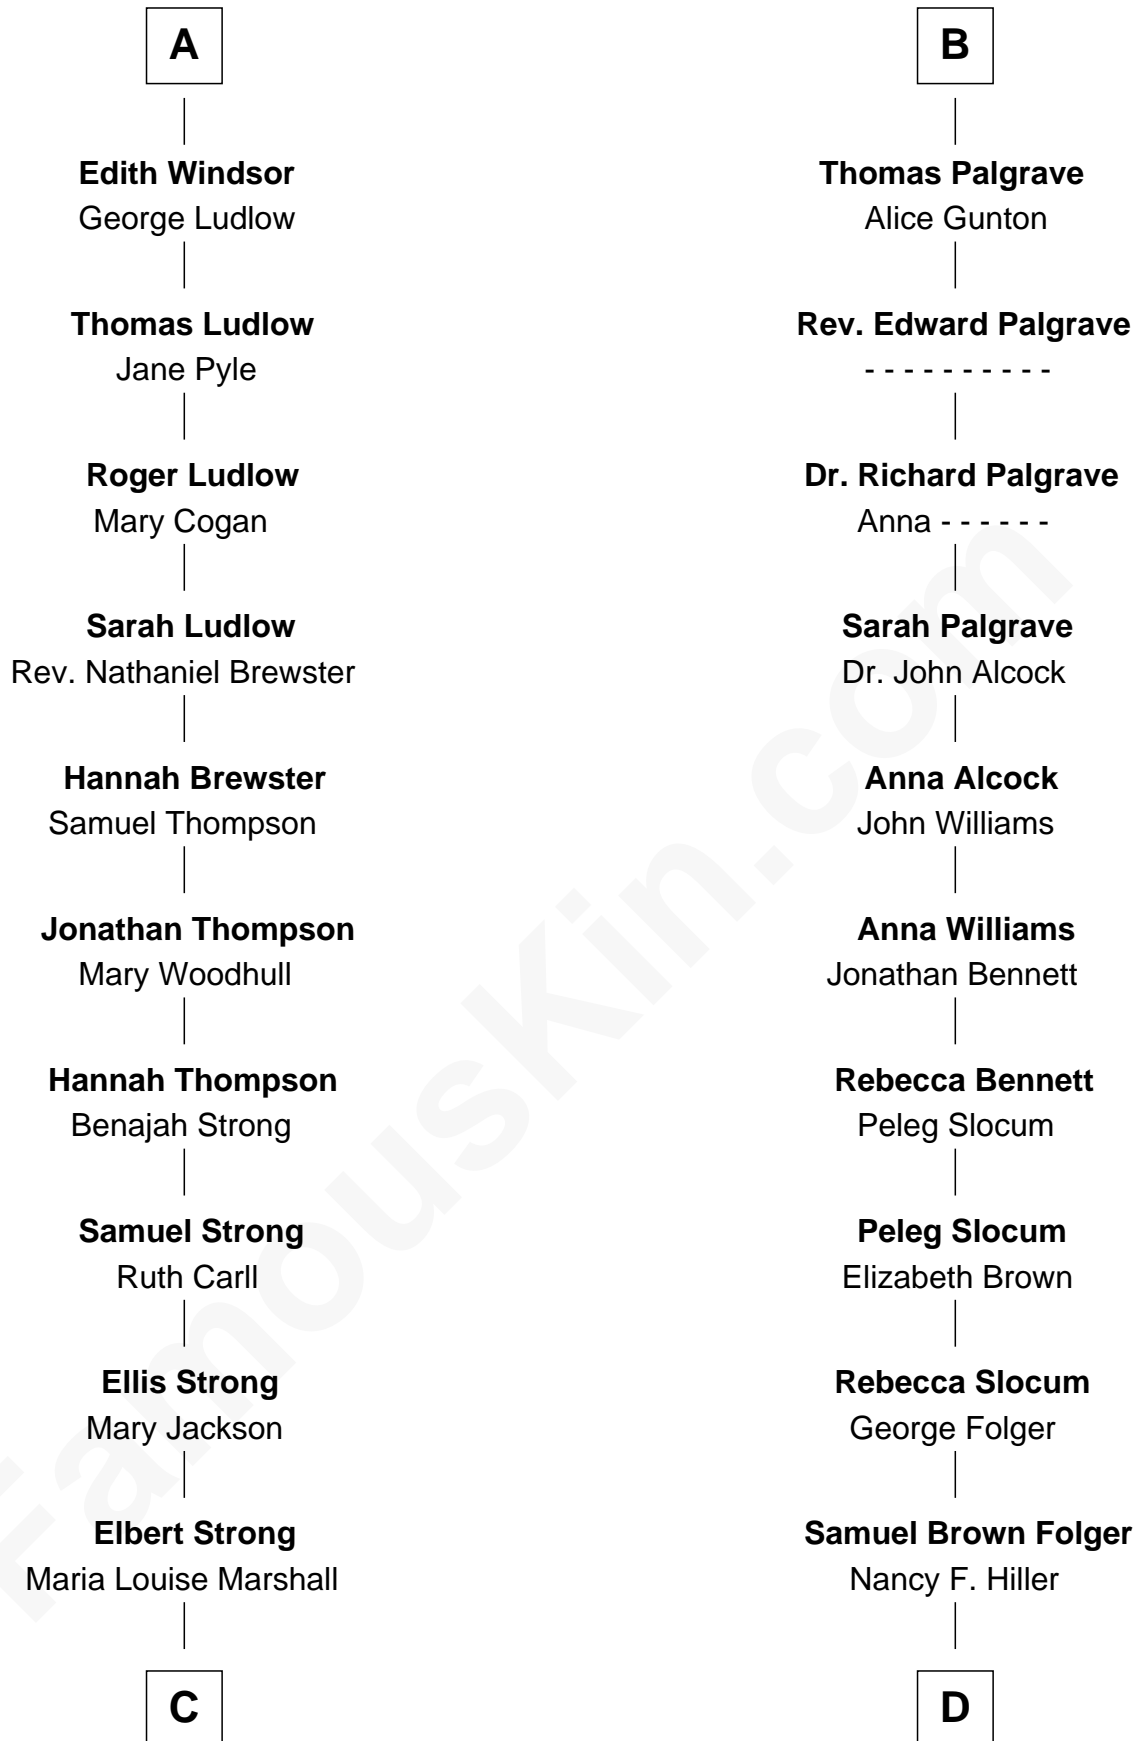 A
Edith Windsor
George Ludlow
Thomas Ludlow
Jane Pyle
Roger Ludlow
Mary Cogan
Sarah Ludlow
Rev. Nathaniel Brewster
Hannah Brewster
Samuel Thompson
Jonathan Thompson
Mary Woodhull
Hannah Thompson
Benajah Strong
Samuel Strong
Ruth Carll
Ellis Strong
Mary Jackson
Elbert Strong
Maria Louise Marshall
C
B
Thomas Palgrave
Alice Gunton
Rev. Edward Palgrave
- - - - - - - - - -
Dr. Richard Palgrave
Anna - - - - - -
Sarah Palgrave
Dr. John Alcock
Anna Alcock
John Williams
Anna Williams
Jonathan Bennett
Rebecca Bennett
Peleg Slocum
Peleg Slocum
Elizabeth Brown
Rebecca Slocum
George Folger
Samuel Brown Folger
Nancy F. Hiller
D
FamousKin.com